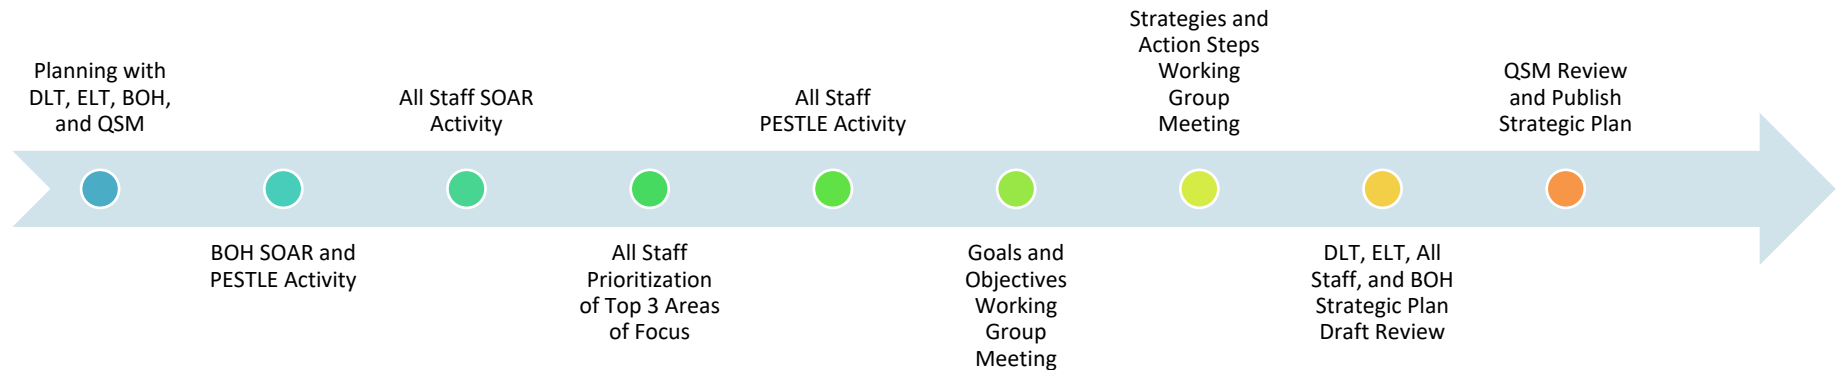 Planning with
DLT, ELT, BOH,
and QSM
BOH SOAR and
PESTLE Activity
All Staff SOAR
Activity
All Staff
Prioritization
of Top 3 Areas
of Focus
All Staff
PESTLE Activity
Goals and
Objectives
Working
Group
Meeting
Strategies and
Action Steps
Working
Group
Meeting
DLT, ELT, All
Staff, and BOH
Strategic Plan
Draft Review
QSM Review
and Publish
Strategic Plan